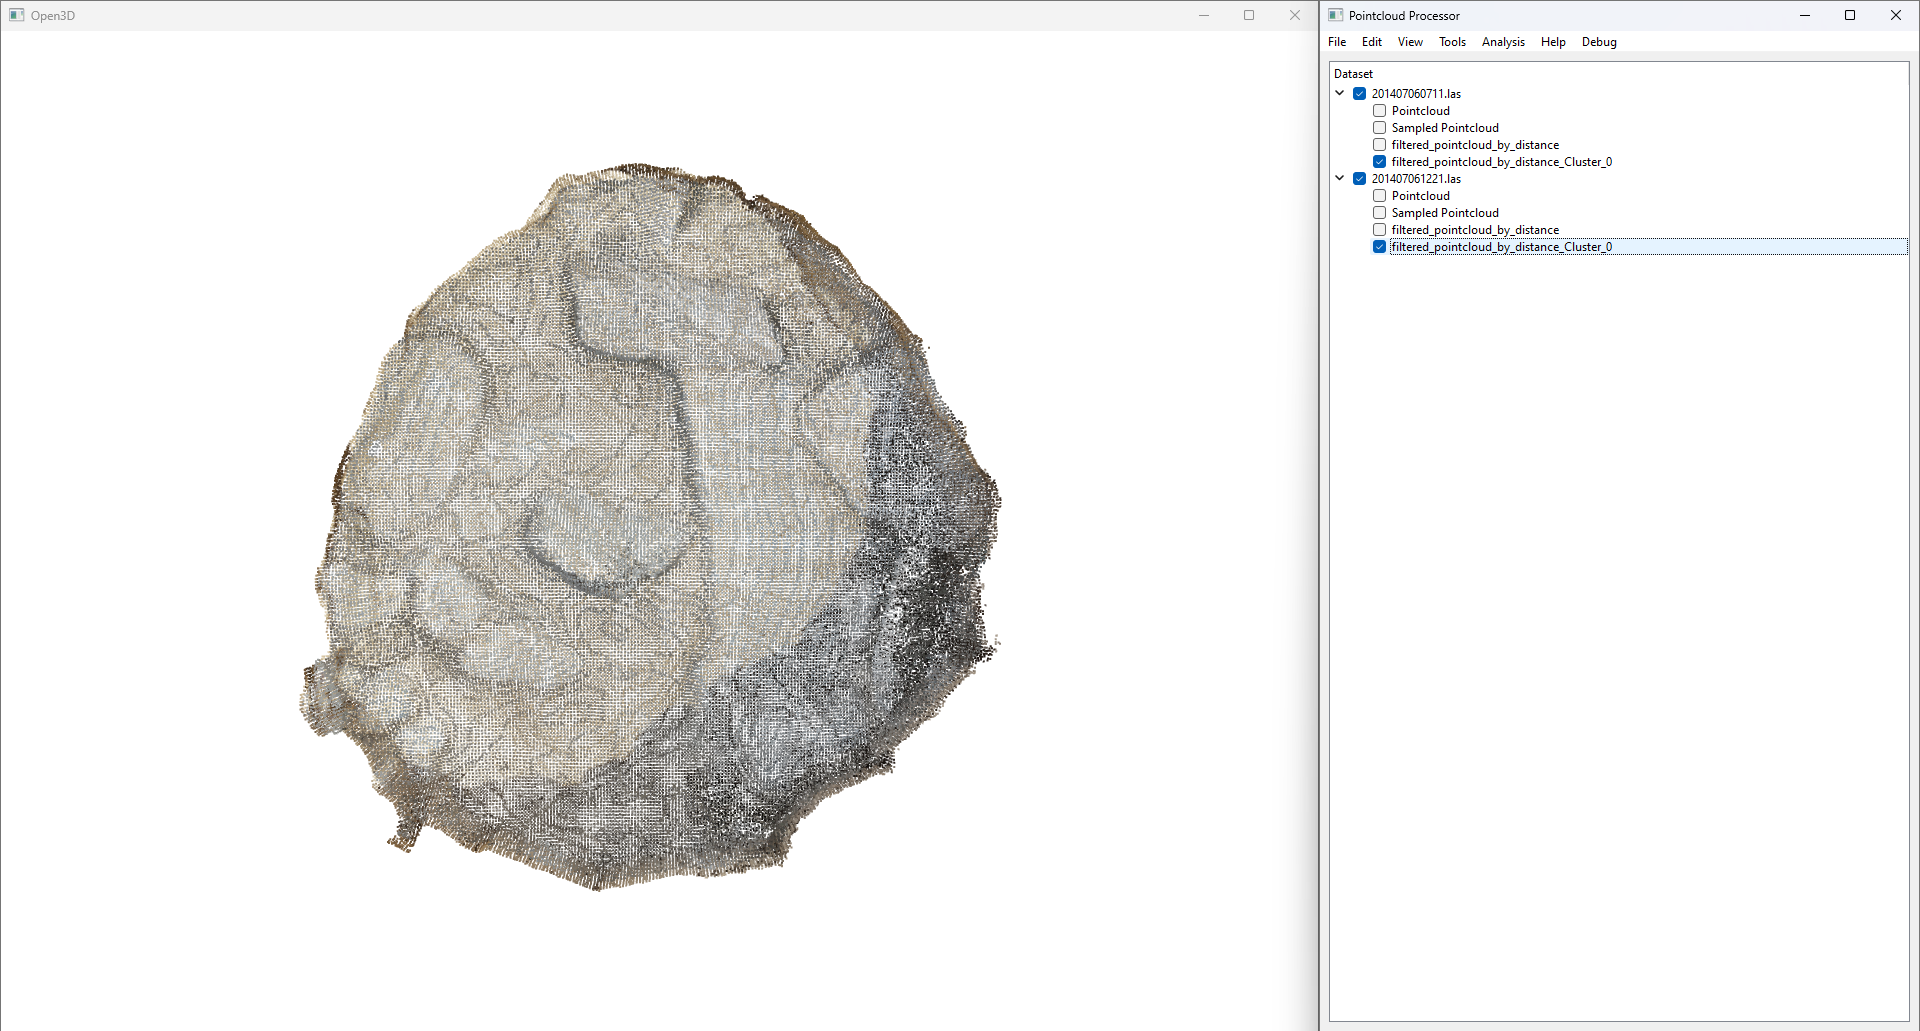 Open3D
Pointcloud Processor
File Edit View Tools Analysis Help Debug
Dataset
201407060711.las
Pointcloud
Sampled Pointcloud
filtered_pointcloud_by_distance
filtered_pointcloud_by_distance_Cluster_0
201407061221.las
Pointcloud
Sampled Pointcloud
filtered_pointcloud_by_distance
filtered_pointcloud_by_distance_Cluster_0